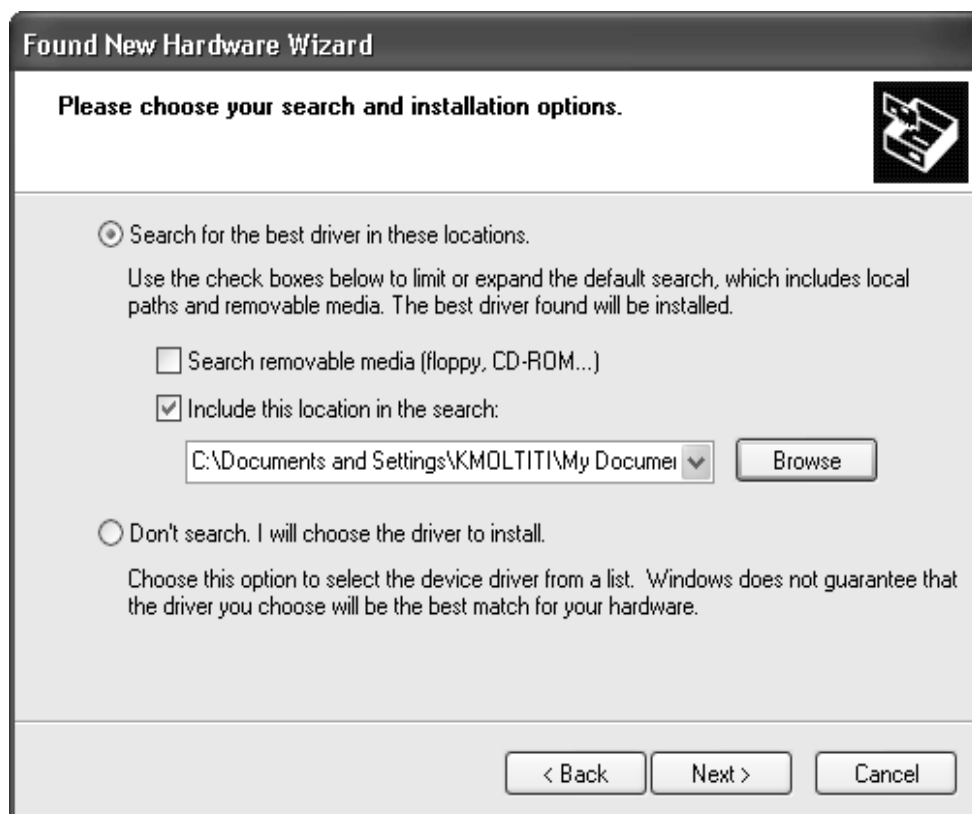 Found New Hardware Wizard
Please choose your search and installation options.
Search for the best driver in these locations.
Use the check boxes below to limit or expand the default search, which includes local
paths and removable media. The best driver found will be installed.
Search removable media (floppy, CD-ROM...)
Include this location in the search:
C:\Documents and Settings\KMOLTITI\My Documei
Browse
Don't search. I will choose the driver to install.
Choose this option to select the device driver from a list. Windows does not guarantee that
the driver you choose will be the best match for your hardware.
< Back
Next >
Cancel